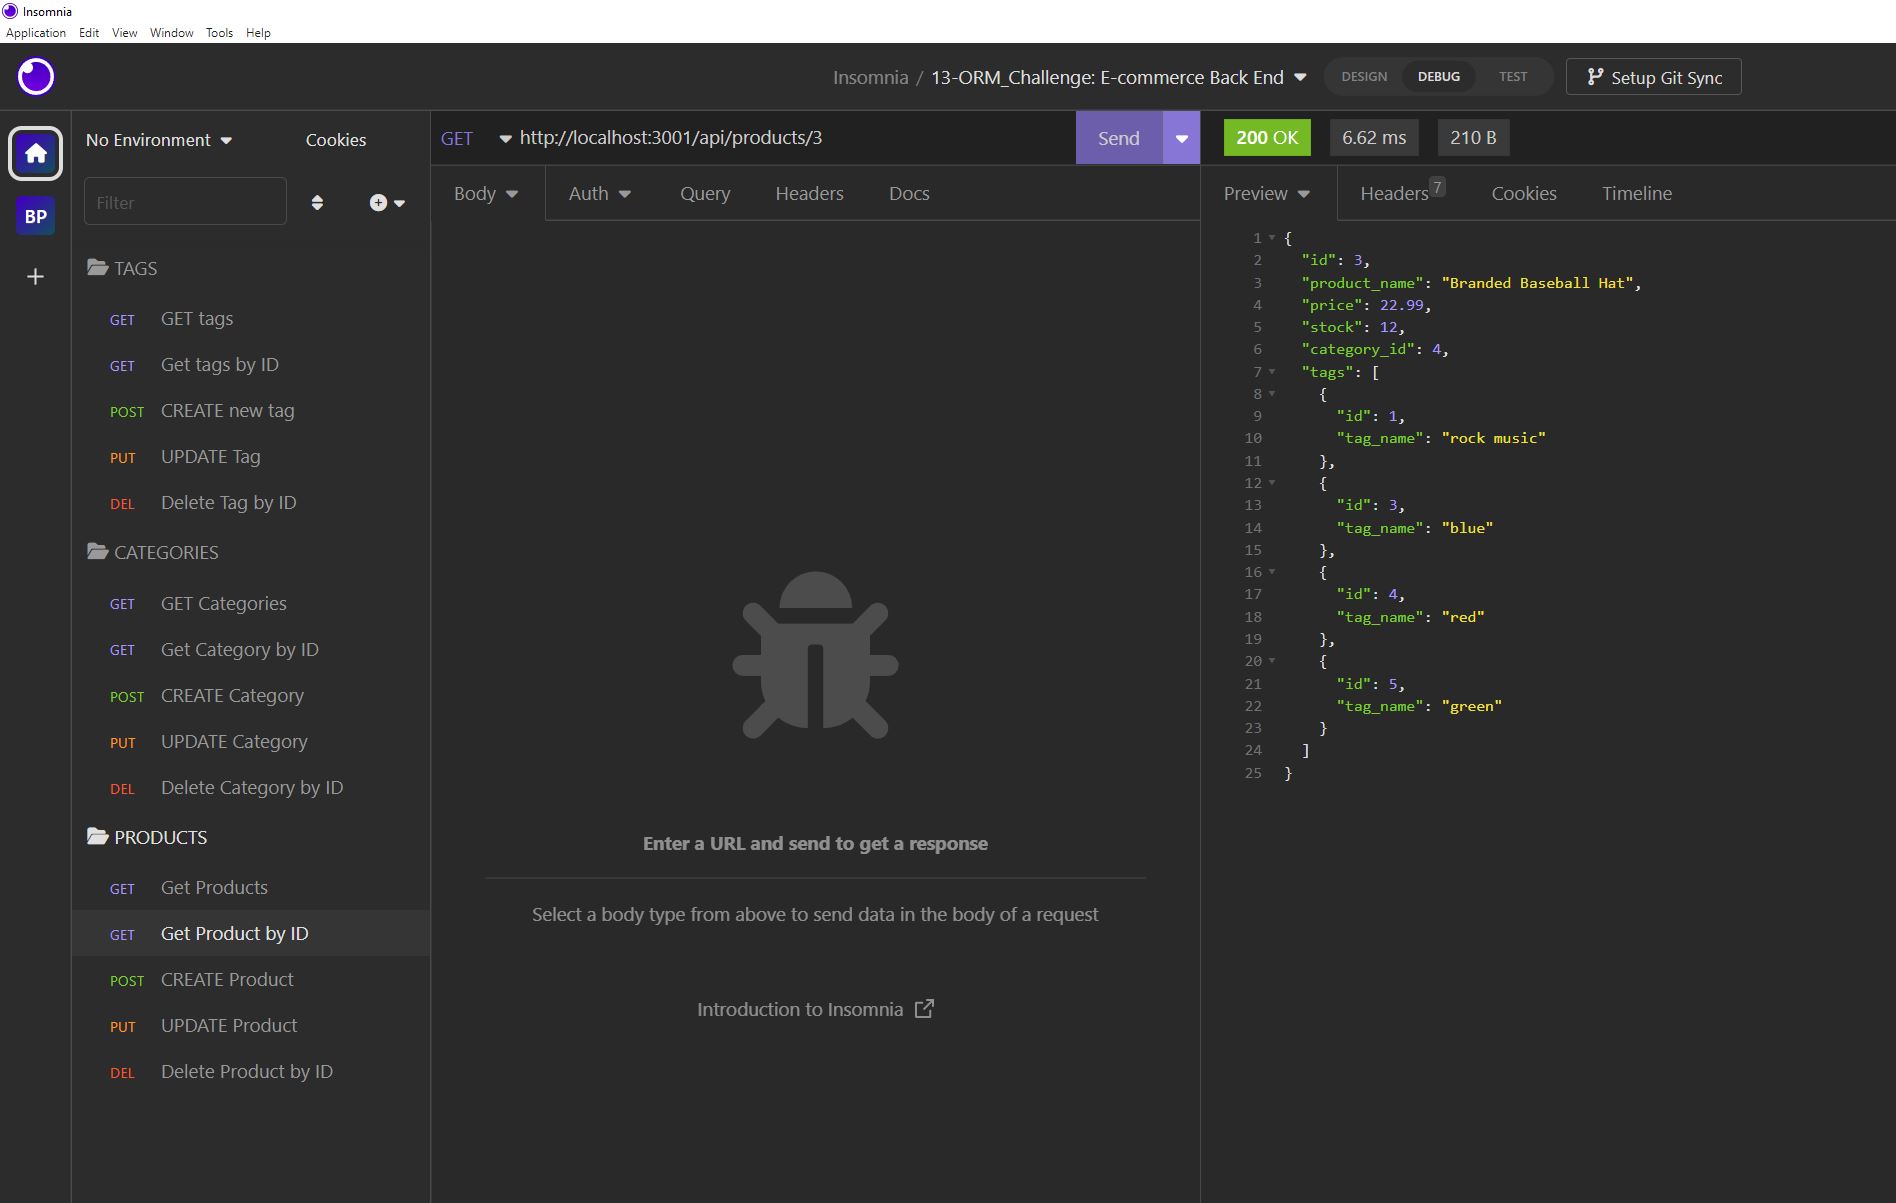 Insomnia
Application Edit View Window Tools Help
Insomnia / 13-ORM_Challenge: E-commerce Back End
DESIGN DEBUG TEST
Setup Git Sync
BP
No Environment
Cookies
Filter
TAGS
GET GET tags
GET Get tags by ID
POST CREATE new tag
PUT UPDATE Tag
DEL Delete Tag by ID
CATEGORIES
GET GET Categories
GET Get Category by ID
POST CREATE Category
PUT UPDATE Category
DEL Delete Category by ID
PRODUCTS
GET Get Products
GET Get Product by ID
POST CREATE Product
PUT UPDATE Product
DEL Delete Product by ID
GET http://localhost:3001/api/products/3 Send
Body Auth Query Headers Docs
Enter a URL and send to get a response
Select a body type from above to send data in the body of a request
Introduction to Insomnia
200 OK 6.62 ms 210 B
Preview Headers 7 Cookies Timeline
1 {
2 "id": 3,
3 "product_name": "Branded Baseball Hat",
4 "price": 22.99,
5 "stock": 12,
6 "category_id": 4,
7 "tags": [
8 {
9 "id": 1,
10 "tag_name": "rock music"
11 },
12 {
13 "id": 3,
14 "tag_name": "blue"
15 },
16 {
17 "id": 4,
18 "tag_name": "red"
19 },
20 {
21 "id": 5,
22 "tag_name": "green"
23 }
24 ]
25 }